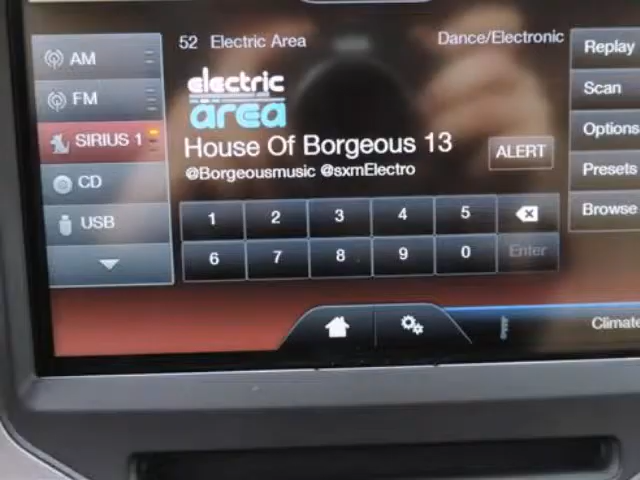 52 Electric Area
Dance/Electronic
AM
FM
SIRIUS 1
CD
USB
electric
area
House Of Borgeous 13
@Borgeousmusic @sxmElectro
ALERT
1 2 3 4 5
6 7 8 9 0 Enter
Replay
Scan
Options
Presets
Browse
Climate